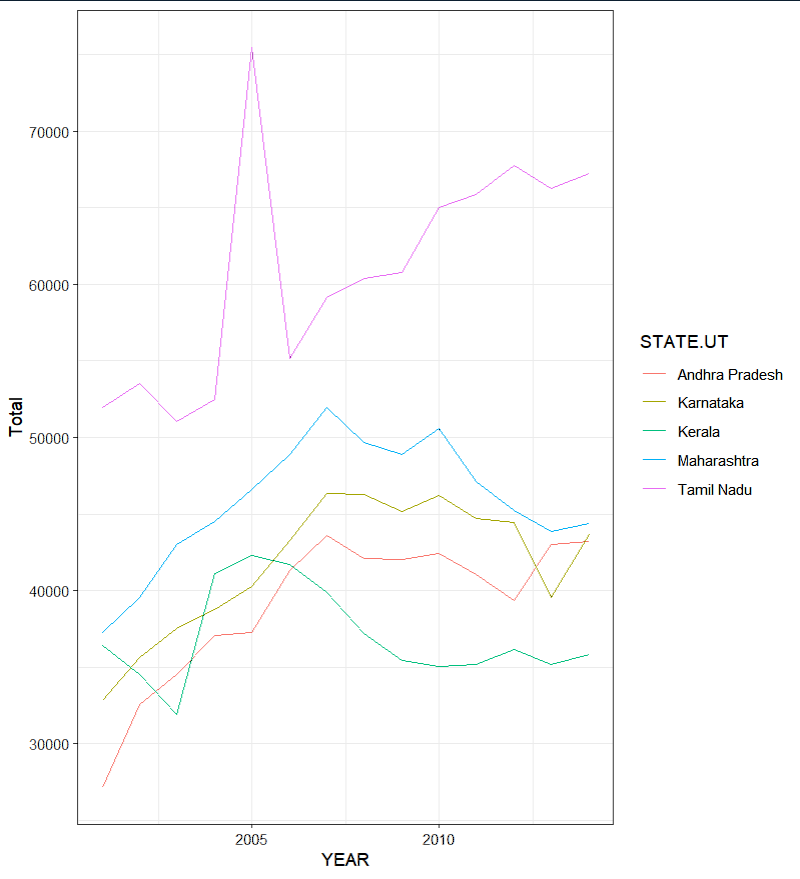 70000
60000
50000
40000
30000
Total
2005
2010
YEAR
STATE.UT
Andhra Pradesh
Karnataka
Kerala
Maharashtra
Tamil Nadu